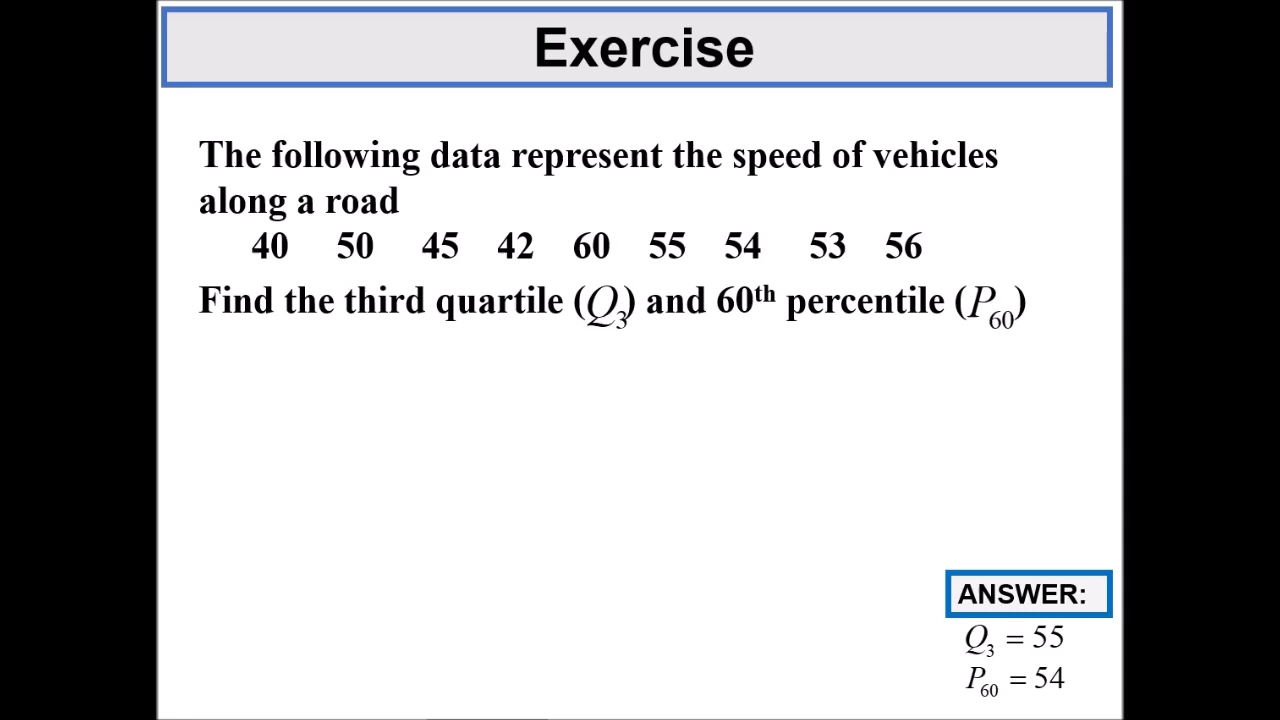 Exercise
The following data represent the speed of vehicles
along a road
40 50 45 42 60 55 54 53 56
Find the third quartile (Q₃) and 60ᵗʰ percentile (P₆₀)
ANSWER:
Q₃ = 55
P₆₀ = 54